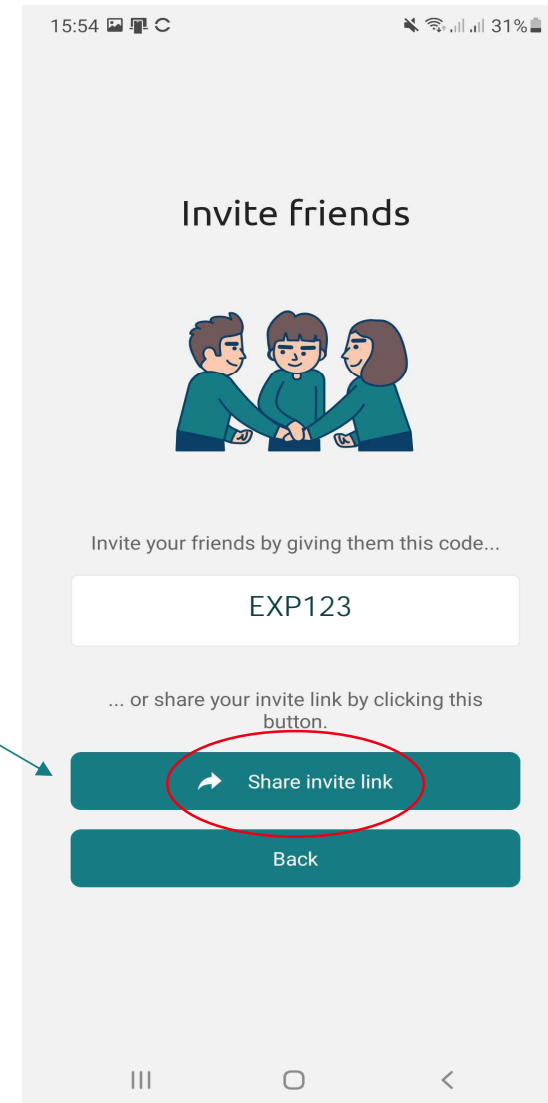 15:54 31%
Invite friends
Invite your friends by giving them this code...
EXP123
... or share your invite link by clicking this
button.
Share invite link
Back